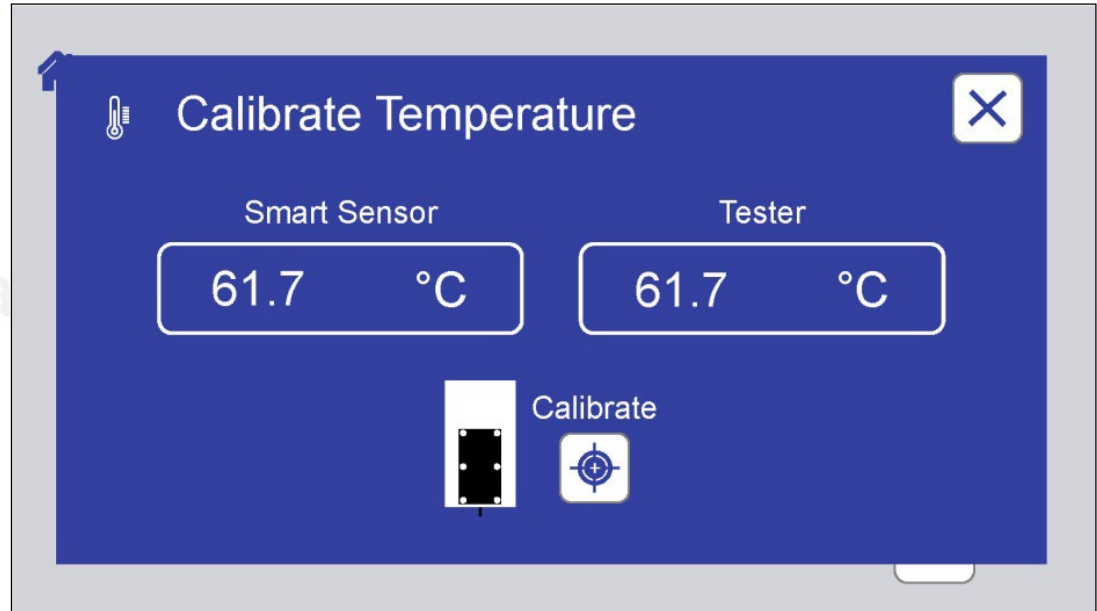 Calibrate Temperature
Smart Sensor
Tester
61.7 °C
61.7 °C
Calibrate